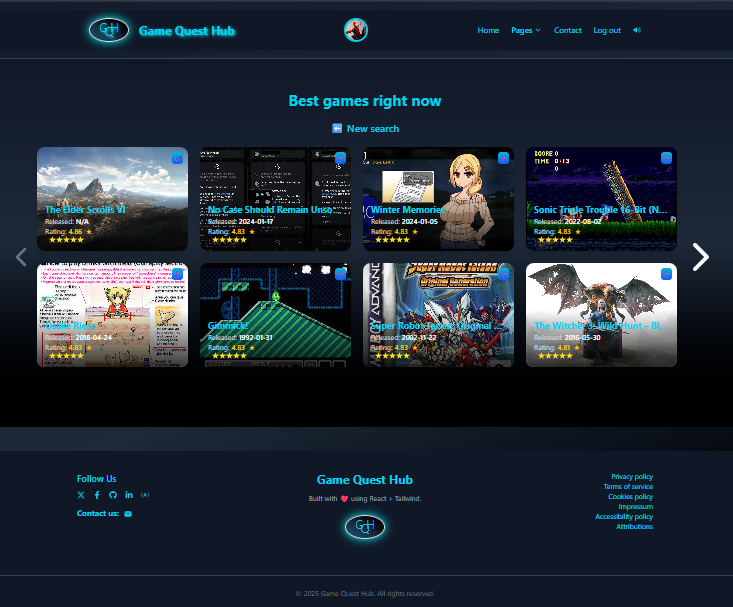 GQH
Game Quest Hub
Home
Pages
Contact
Log out
Best games right now
New search
The Elder Scrolls VI
Released: N/A
Rating: 4.86 ★
★★★★★
No Case Should Remain Unso...
Released: 2024-01-17
Rating: 4.83 ★
★★★★★
Winter Memories
Released: 2024-01-05
Rating: 4.83 ★
★★★★★
SCORE 0
TIME 0:13
0
Sonic Triple Trouble 16-Bit (N...
Released: 2022-08-02
Rating: 4.83 ★
★★★★★
Released: 2018-04-24
Rating: 4.83 ★
★★★★★
Gimmick!
Released: 1992-01-31
Rating: 4.83 ★
★★★★★
Super Robot Taisen: Original ...
Released: 2002-11-22
Rating: 4.83 ★
★★★★★
The Witcher 3: Wild Hunt – Bl...
Released: 2016-05-30
Rating: 4.81 ★
★★★★★
Follow Us
Contact us:
Game Quest Hub
Built with ❤ using React + Tailwind.
GQH
Privacy policy
Terms of service
Cookies policy
Impressum
Accessibility policy
Attributions
© 2025 Game Quest Hub. All rights reserved.